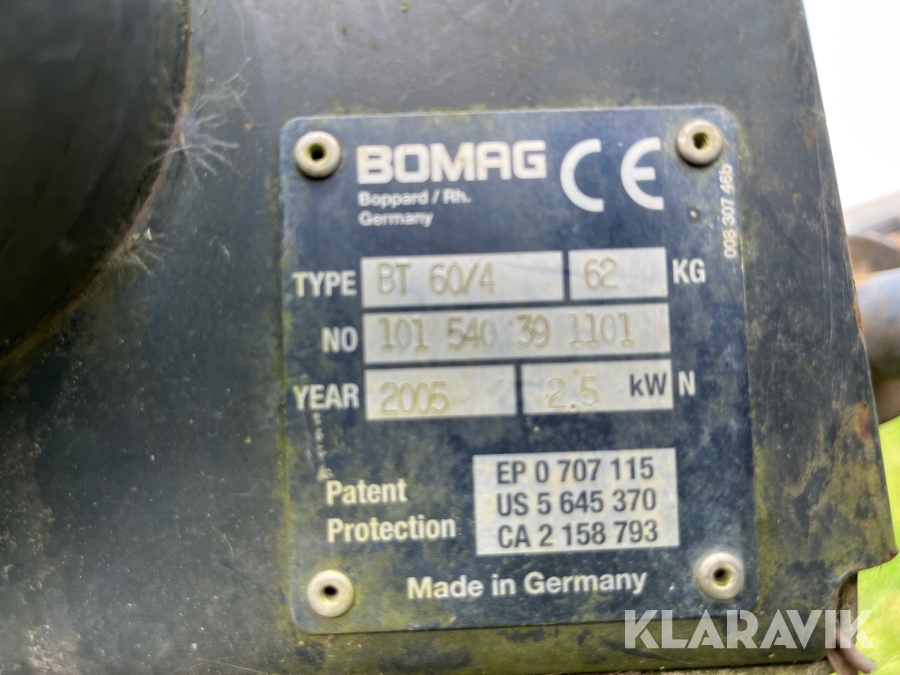 BOMAG CE
Boppard / Rh.
Germany
008 307 46b
TYPE BT 60/4 62 KG
NO 101 540 39 1101
YEAR 2005 2.5 kW N
Patent
Protection
EP 0 707 115
US 5 645 370
CA 2 158 793
Made in Germany
KLARAVIK